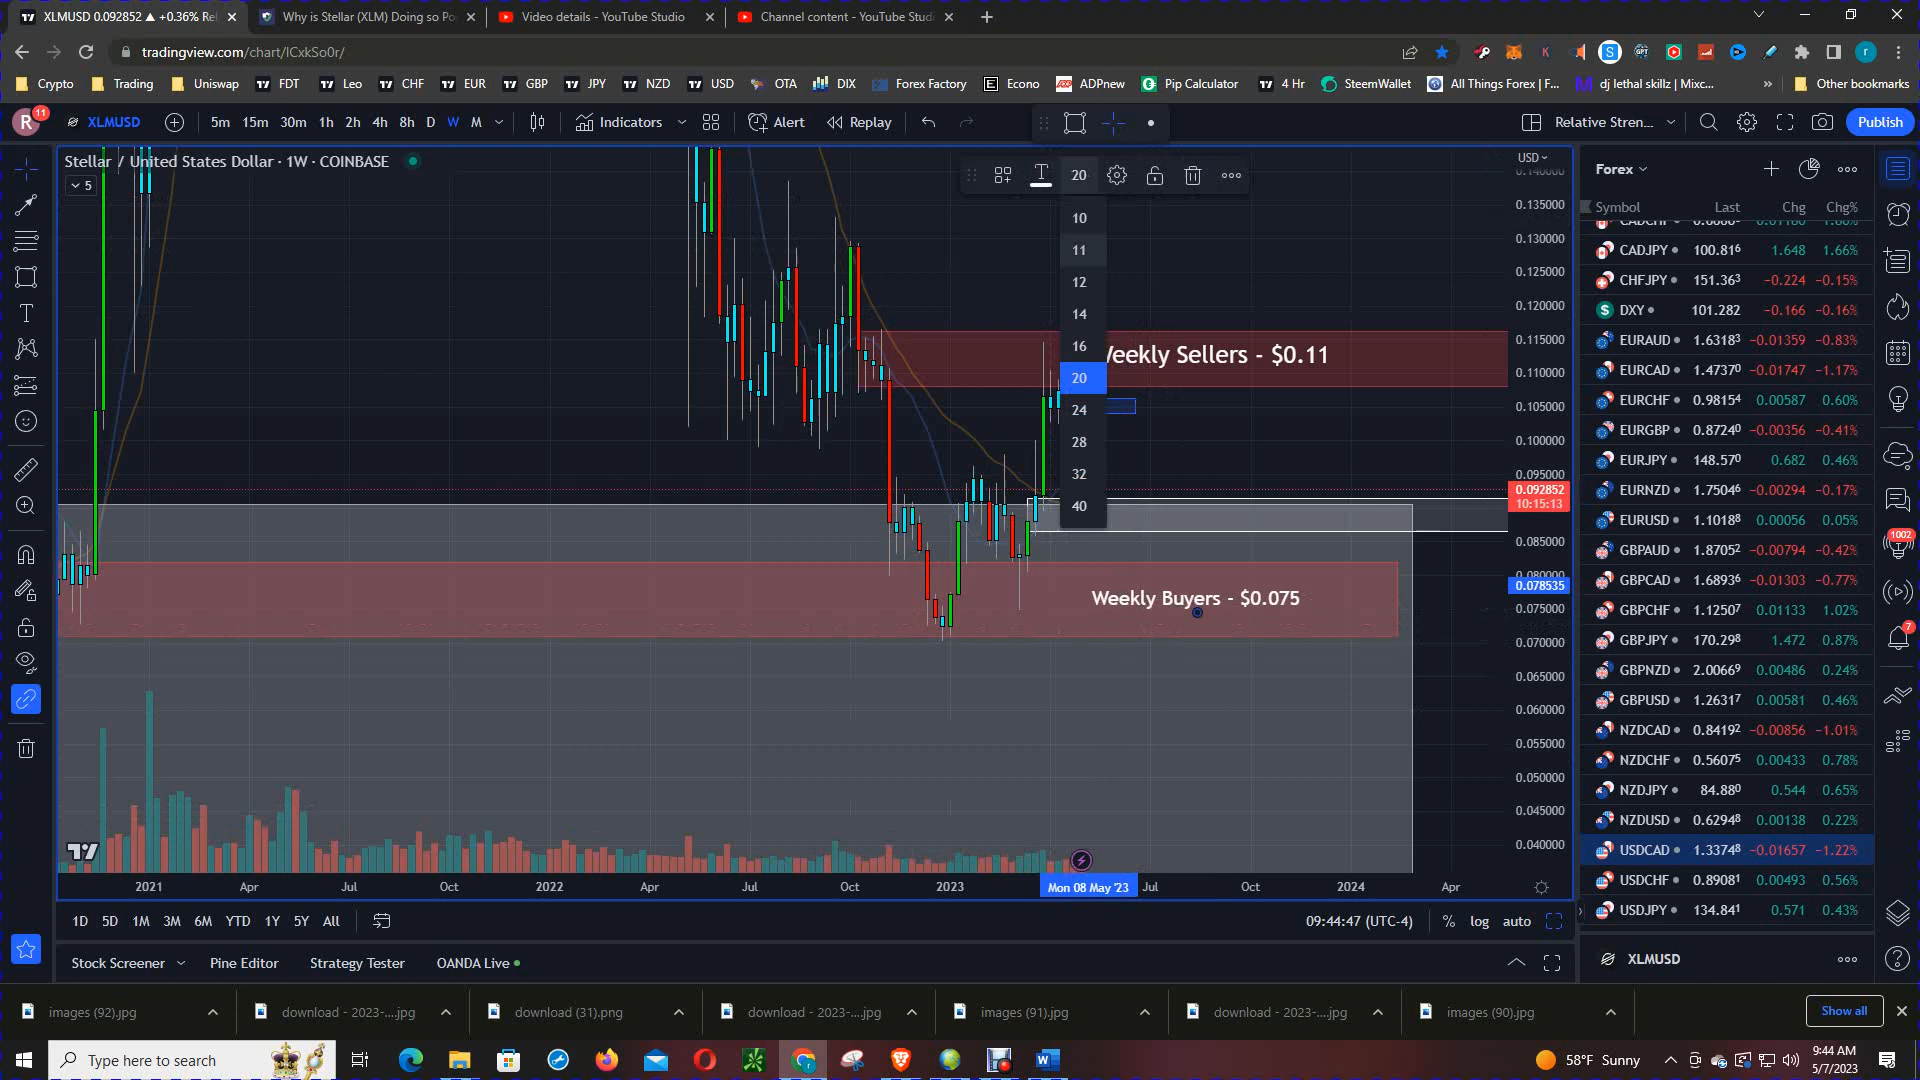 XLMUSD 0.092852 ▲ +0.36% Rel
Why is Stellar (XLM) Doing so Po
Video details - YouTube Studio
Channel content - YouTube Studi
tradingview.com/chart/lCxkSo0r/
Crypto
Trading
Uniswap
FDT
Leo
CHF
EUR
GBP
JPY
NZD
USD
OTA
DIX
Forex Factory
Econo
ADPnew
Pip Calculator
4 Hr
SteemWallet
All Things Forex | F...
dj lethal skillz | Mixc...
»
Other bookmarks
R 11
XLMUSD
5m 15m 30m 1h 2h 4h 8h D W M
Indicators
Alert
Replay
Relative Stren...
Publish
Stellar / United States Dollar · 1W · COINBASE
5
20
10
11
12
14
16
20
24
28
32
40
Weekly Sellers - $0.11
Weekly Buyers - $0.075
USD
0.140000
0.135000
0.130000
0.125000
0.120000
0.115000
0.110000
0.105000
0.100000
0.095000
0.092852
10:15:13
0.085000
0.080000
0.078535
0.075000
0.070000
0.065000
0.060000
0.055000
0.050000
0.045000
0.040000
2021 Apr Jul Oct 2022 Apr Jul Oct 2023 Mon 08 May '23 Jul Oct 2024 Apr
1D 5D 1M 3M 6M YTD 1Y 5Y All
09:44:47 (UTC-4)
% log auto
Stock Screener
Pine Editor
Strategy Tester
OANDA Live
Forex
Symbol Last Chg Chg%
CADJPY 100.816 1.648 1.66%
CHFJPY 151.363 −0.224 −0.15%
DXY 101.282 −0.166 −0.16%
EURAUD 1.63183 −0.01359 −0.83%
EURCAD 1.47370 −0.01747 −1.17%
EURCHF 0.98154 0.00587 0.60%
EURGBP 0.87240 −0.00356 −0.41%
EURJPY 148.570 0.682 0.46%
EURNZD 1.75046 −0.00294 −0.17%
EURUSD 1.10188 0.00056 0.05%
GBPAUD 1.87052 −0.00794 −0.42%
GBPCAD 1.68936 −0.01303 −0.77%
GBPCHF 1.12507 0.01133 1.02%
GBPJPY 170.298 1.472 0.87%
GBPNZD 2.00669 0.00486 0.24%
GBPUSD 1.26317 0.00581 0.46%
NZDCAD 0.84192 −0.00856 −1.01%
NZDCHF 0.56075 0.00433 0.78%
NZDJPY 84.880 0.544 0.65%
NZDUSD 0.62948 0.00138 0.22%
USDCAD 1.33748 −0.01657 −1.22%
USDCHF 0.89081 0.00493 0.56%
USDJPY 134.841 0.571 0.43%
XLMUSD
1002
7
images (92).jpg
download - 2023-....jpg
download (31).png
download - 2023-....jpg
images (91).jpg
download - 2023-....jpg
images (90).jpg
Show all
Type here to search
58°F Sunny
9:44 AM
5/7/2023